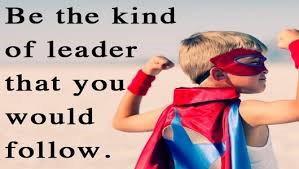 Be the kind
of leader
that you
would
follow.